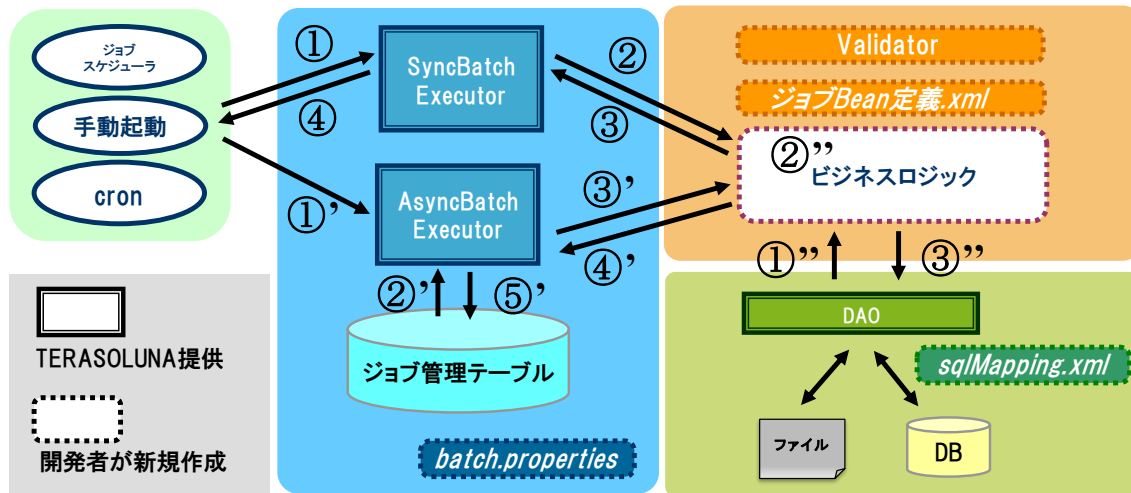 ジョブ
スケジューラ
手動起動
cron
①
④
①’
SyncBatch
Executor
AsyncBatch
Executor
②
③
③’
④’
②’
⑤’
ジョブ管理テーブル
batch.properties
Validator
ジョブBean定義.xml
②”
ビジネスロジック
①”
③”
DAO
sqlMapping.xml
ファイル
DB
TERASOLUNA提供
開発者が新規作成